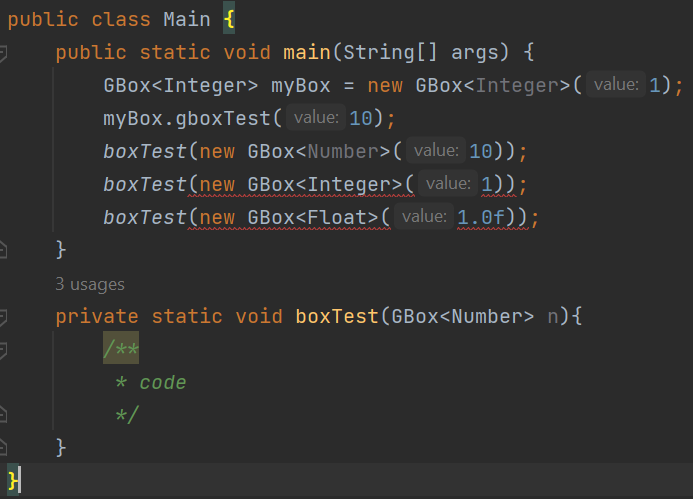 public class Main {
public static void main(String[] args) {
GBox<Integer> myBox = new GBox<Integer>( value: 1);
myBox.gboxTest( value: 10);
boxTest(new GBox<Number>( value: 10));
boxTest(new GBox<Integer>( value: 1));
boxTest(new GBox<Float>( value: 1.0f));
}
3 usages
private static void boxTest(GBox<Number> n){
/**
* code
*/
}
}